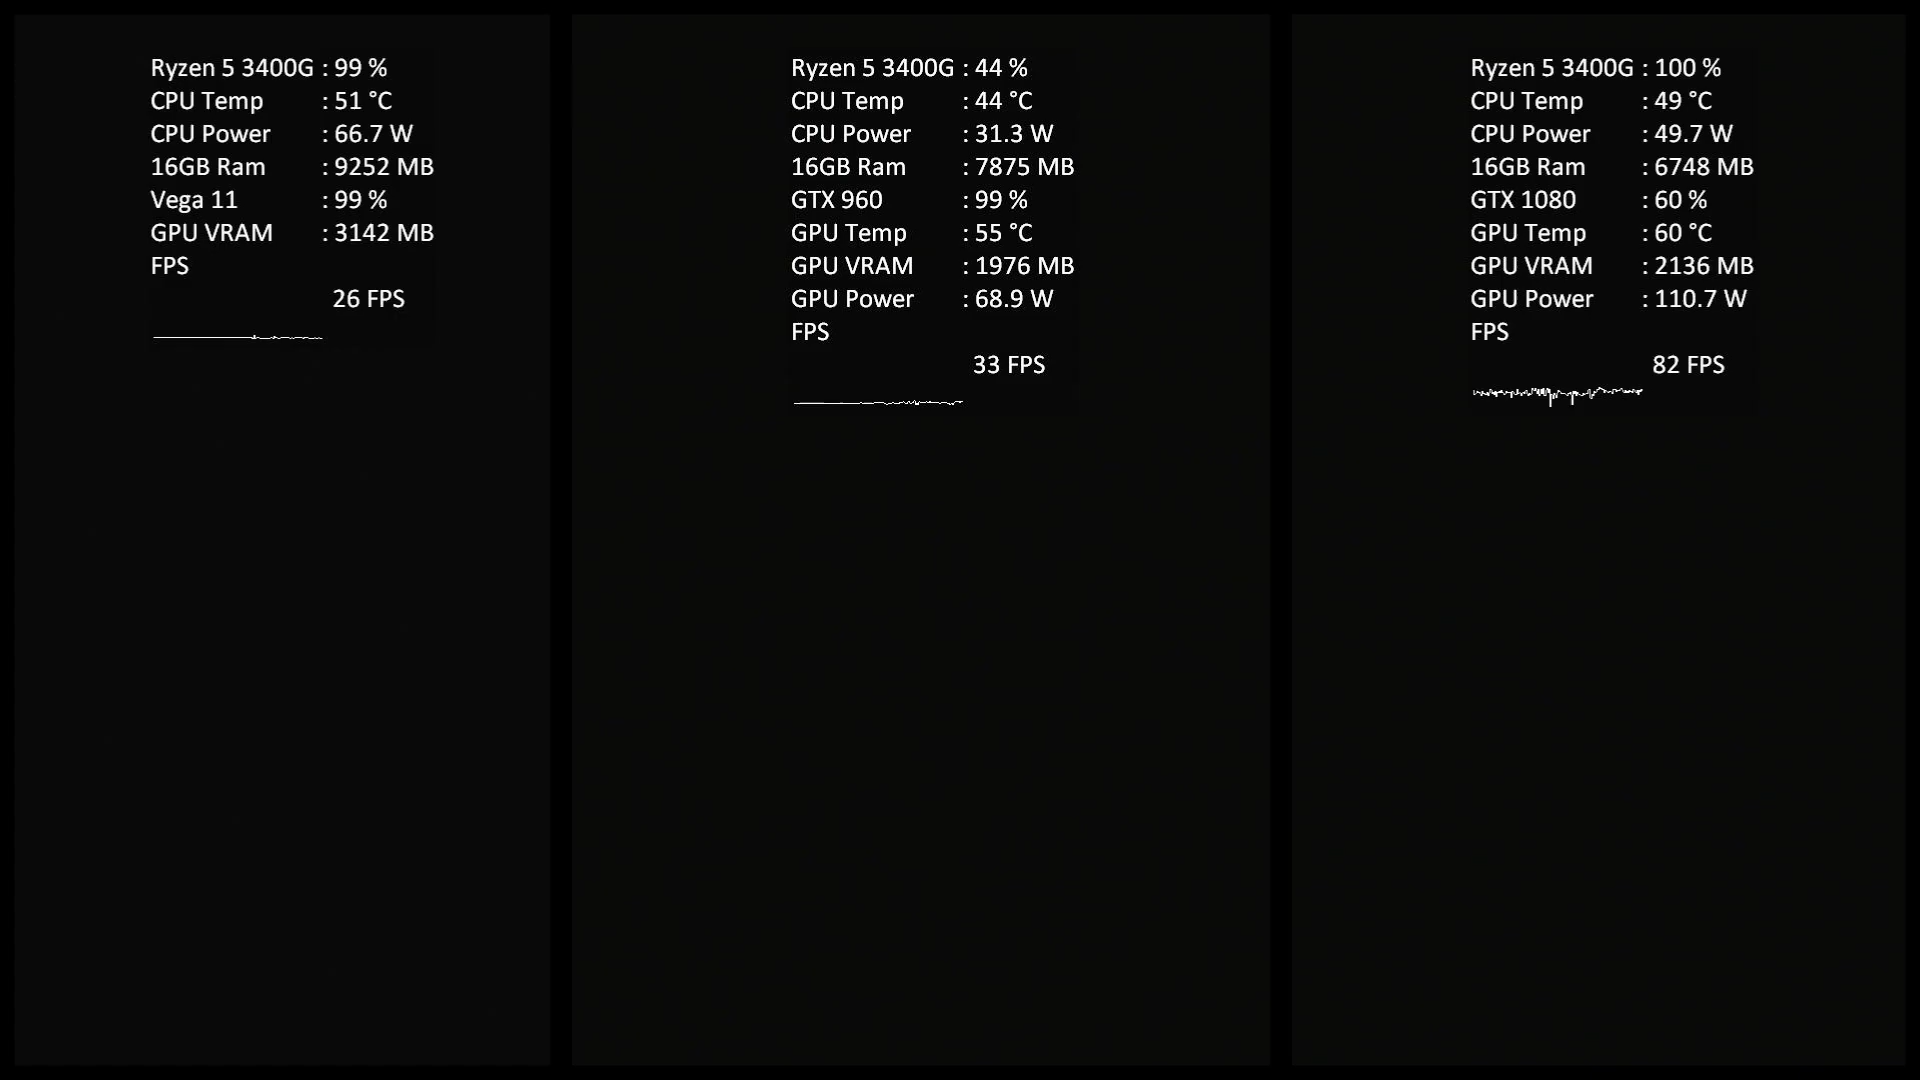 Ryzen 5 3400G : 99 %
CPU Temp : 51 °C
CPU Power : 66.7 W
16GB Ram : 9252 MB
Vega 11 : 99 %
GPU VRAM : 3142 MB
FPS
26 FPS
Ryzen 5 3400G : 44 %
CPU Temp : 44 °C
CPU Power : 31.3 W
16GB Ram : 7875 MB
GTX 960 : 99 %
GPU Temp : 55 °C
GPU VRAM : 1976 MB
GPU Power : 68.9 W
FPS
33 FPS
Ryzen 5 3400G : 100 %
CPU Temp : 49 °C
CPU Power : 49.7 W
16GB Ram : 6748 MB
GTX 1080 : 60 %
GPU Temp : 60 °C
GPU VRAM : 2136 MB
GPU Power : 110.7 W
FPS
82 FPS